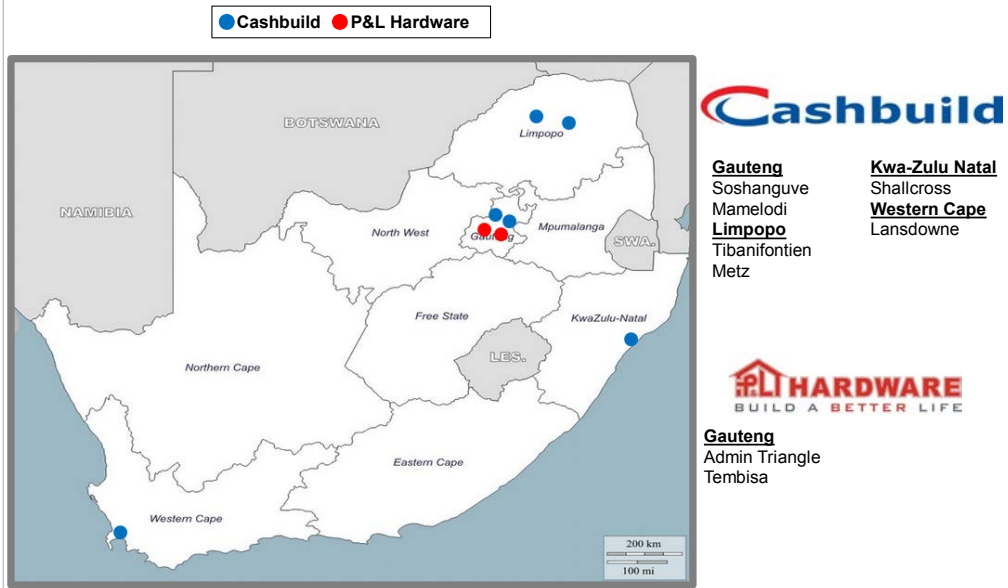 Cashbuild P&L Hardware
BOTSWANA
Limpopo
NAMIBIA
North West
Gauteng
Mpumalanga
SWA.
Free State
KwaZulu-Natal
LES.
Northern Cape
Eastern Cape
Western Cape
200 km
100 mi
Cashbuild
Gauteng
Soshanguve
Mamelodi
Limpopo
Tibanifontien
Metz
Kwa-Zulu Natal
Shallcross
Western Cape
Lansdowne
P&L HARDWARE
BUILD A BETTER LIFE
Gauteng
Admin Triangle
Tembisa